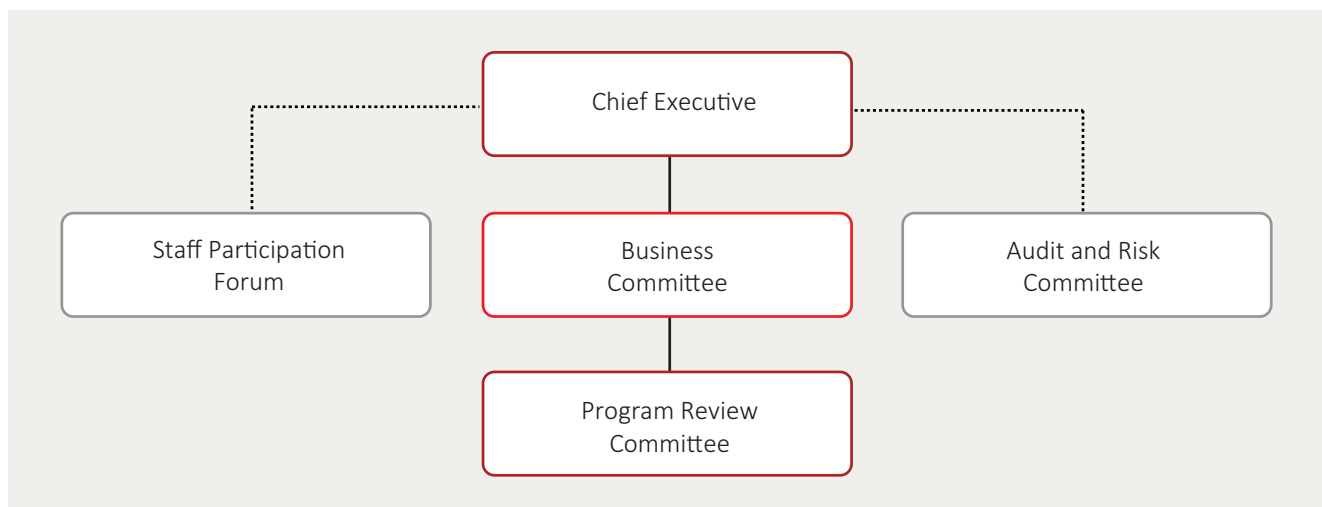 Chief Executive
Staff Participation
Forum
Business
Committee
Audit and Risk
Committee
Program Review
Committee